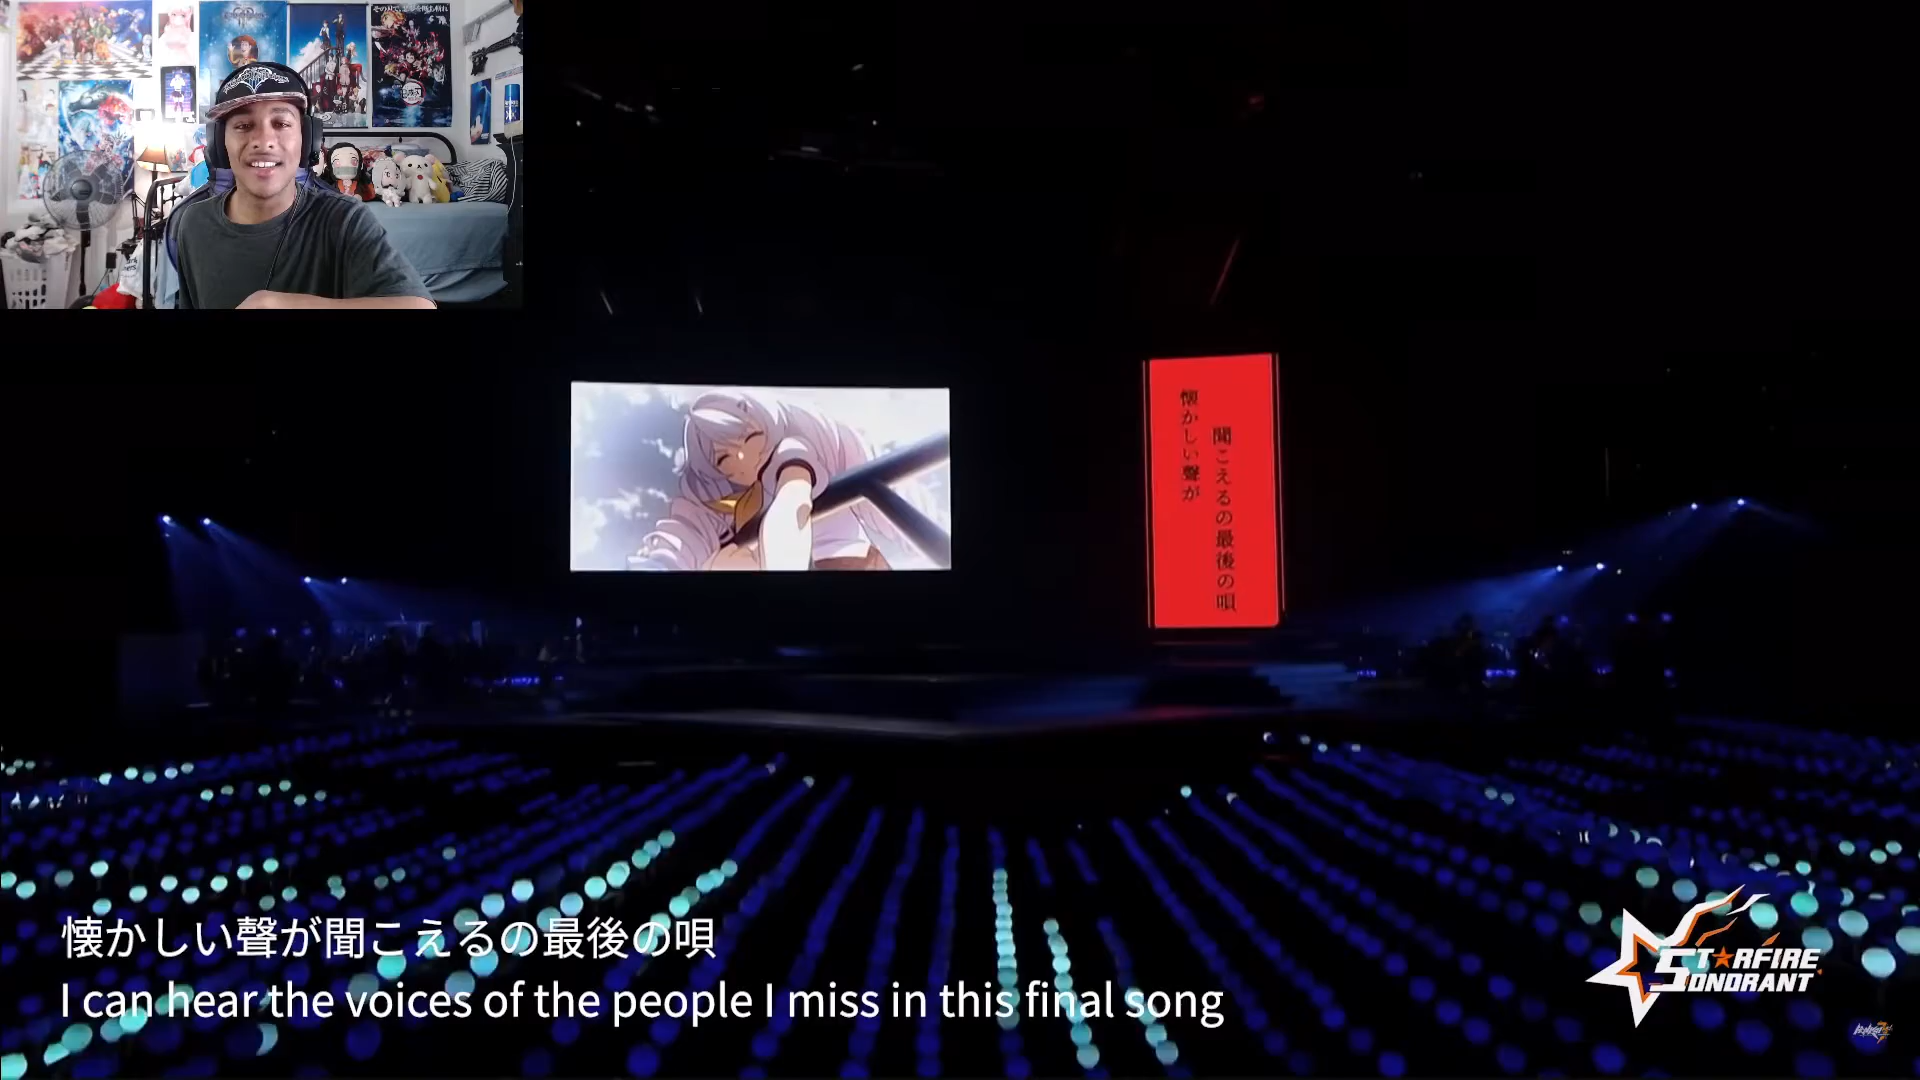 懐かしい聲が
聞こえるの最後の唄
懐かしい聲が聞こえるの最後の唄
I can hear the voices of the people I miss in this final song
STARFIRE
SONORANT